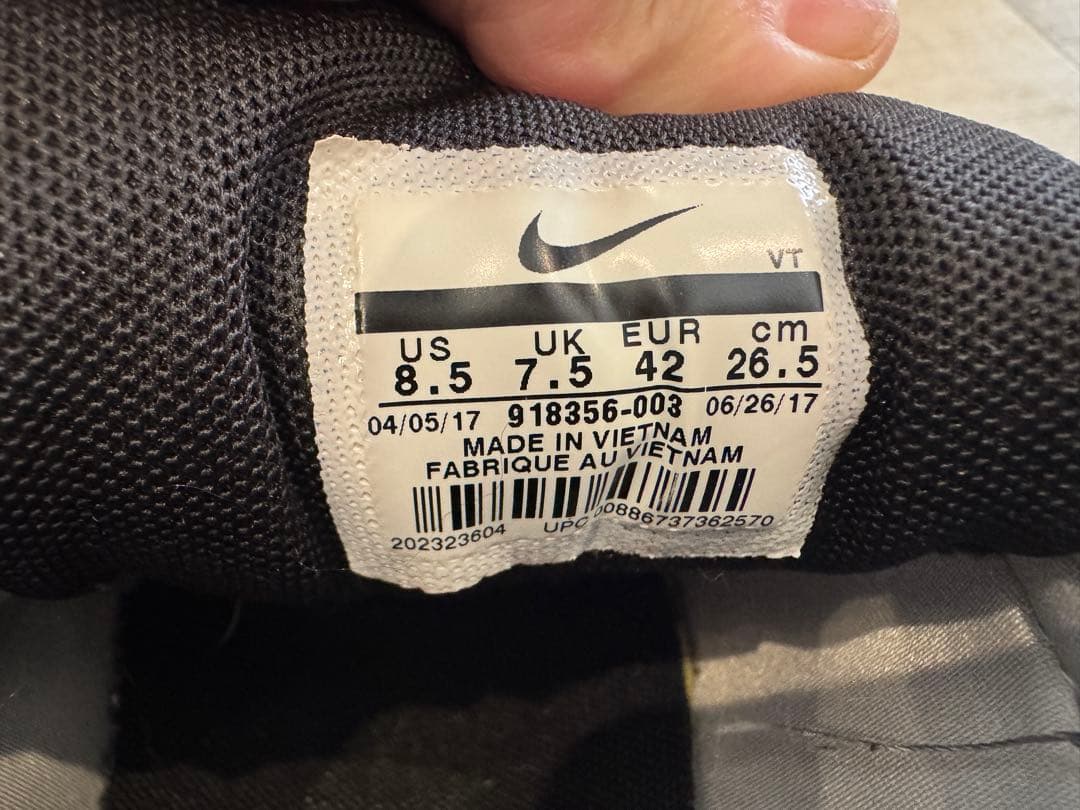 VT
US UK EUR cm
8.5 7.5 42 26.5
04/05/17 918356-003 06/26/17
MADE IN VIETNAM
FABRIQUE AU VIETNAM
202323604 UPC 00886737362570